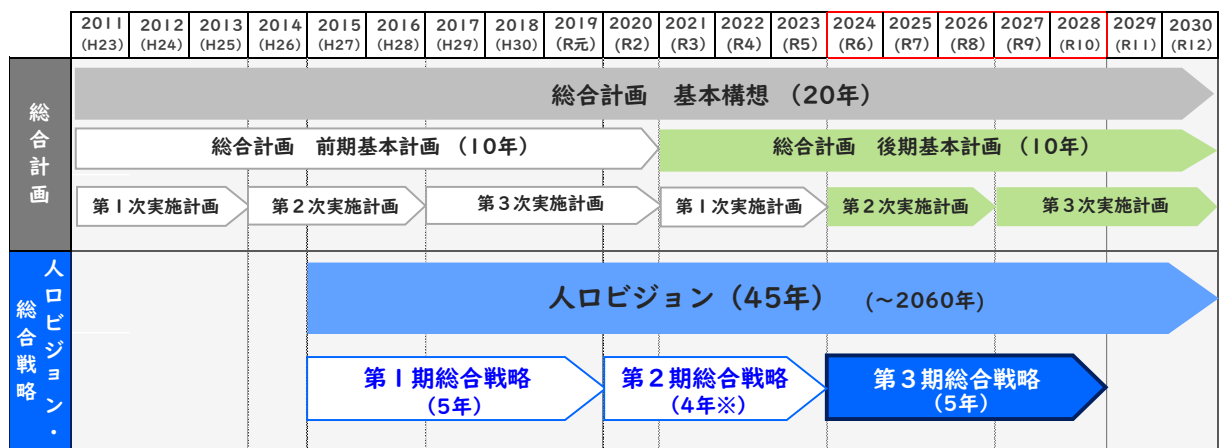 2011 2012 2013 2014 2015 2016 2017 2018 2019 2020 2021 2022 2023 2024 2025 2026 2027 2028 2029 2030
(H23) (H24) (H25) (H26) (H27) (H28) (H29) (H30) (R元) (R2) (R3) (R4) (R5) (R6) (R7) (R8) (R9) (R10) (R11) (R12)
総合計画
総合計画 基本構想 (20年)
総合計画 前期基本計画 (10年) 総合計画 後期基本計画 (10年)
第1次実施計画 第2次実施計画 第3次実施計画 第1次実施計画 第2次実施計画 第3次実施計画
人口ビジョン・
総合戦略
人口ビジョン(45年) (~2060年)
第1期総合戦略 第2期総合戦略 第3期総合戦略
(5年) (4年※) (5年)